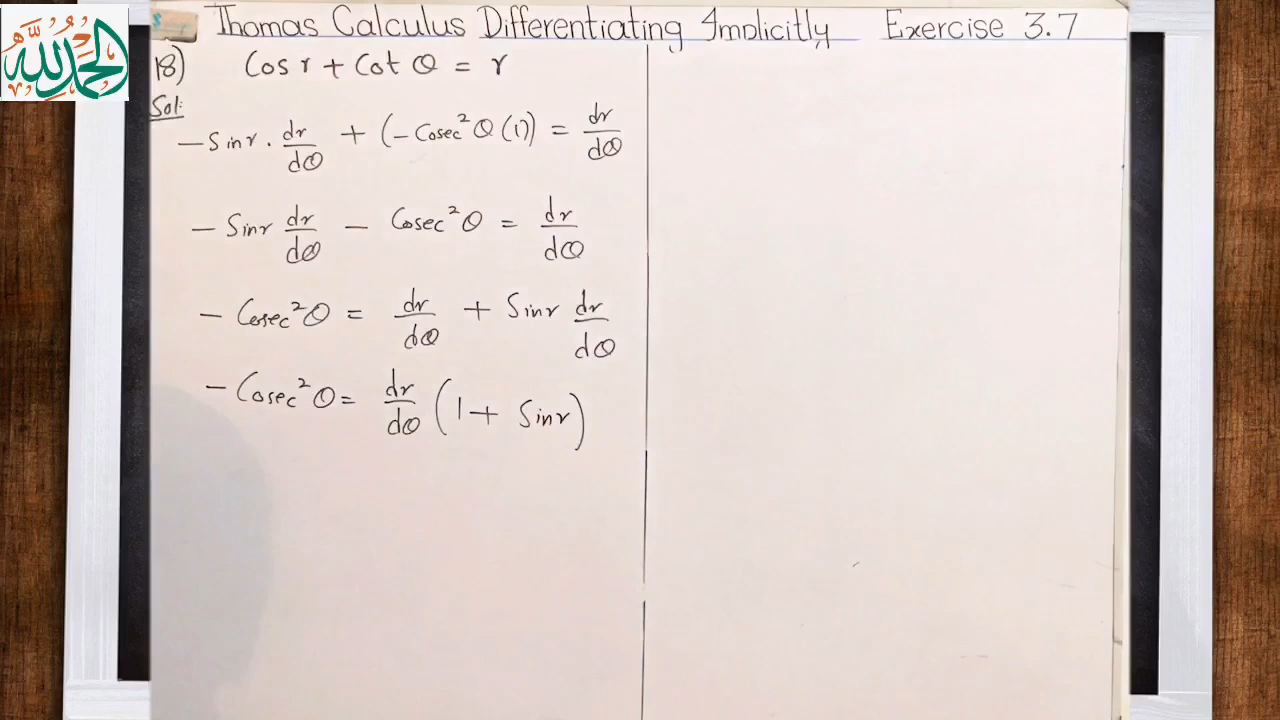 Thomas Calculus Differentiating Implicitly Exercise 3.7
الحمد لله
18) Cos r + Cot θ = r
Sol:
- Sin r . dr/dθ + (- Cosec²θ (1)) = dr/dθ
- Sin r dr/dθ - Cosec²θ = dr/dθ
- Cosec²θ = dr/dθ + Sin r dr/dθ
- Cosec²θ = dr/dθ (1 + Sin r)